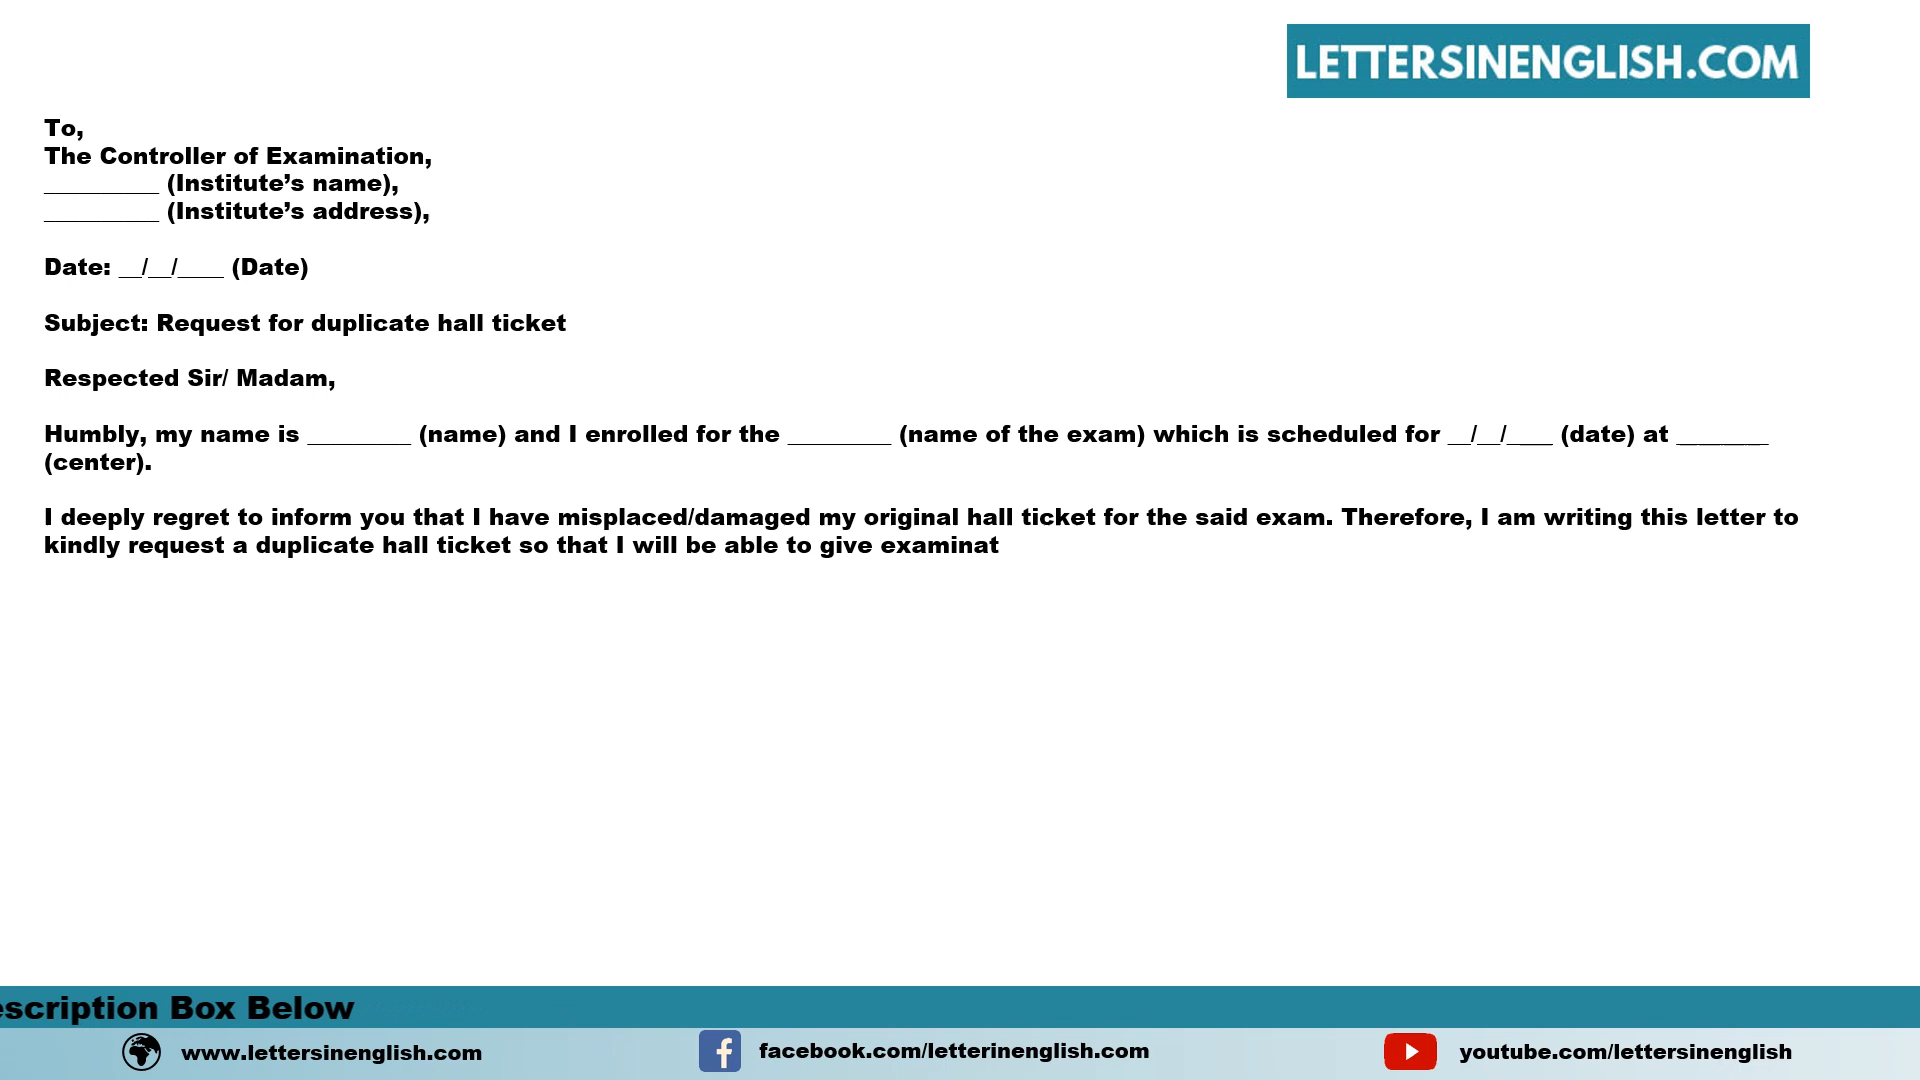 LETTERSINENGLISH.COM
To,
The Controller of Examination,
__________ (Institute’s name),
__________ (Institute’s address),
Date: __/__/____ (Date)
Subject: Request for duplicate hall ticket
Respected Sir/ Madam,
Humbly, my name is _________ (name) and I enrolled for the _________ (name of the exam) which is scheduled for __/__/____ (date) at ________
(center).
I deeply regret to inform you that I have misplaced/damaged my original hall ticket for the said exam. Therefore, I am writing this letter to
kindly request a duplicate hall ticket so that I will be able to give examinat
escription Box Below
www.lettersinenglish.com
facebook.com/letterinenglish.com
youtube.com/lettersinenglish